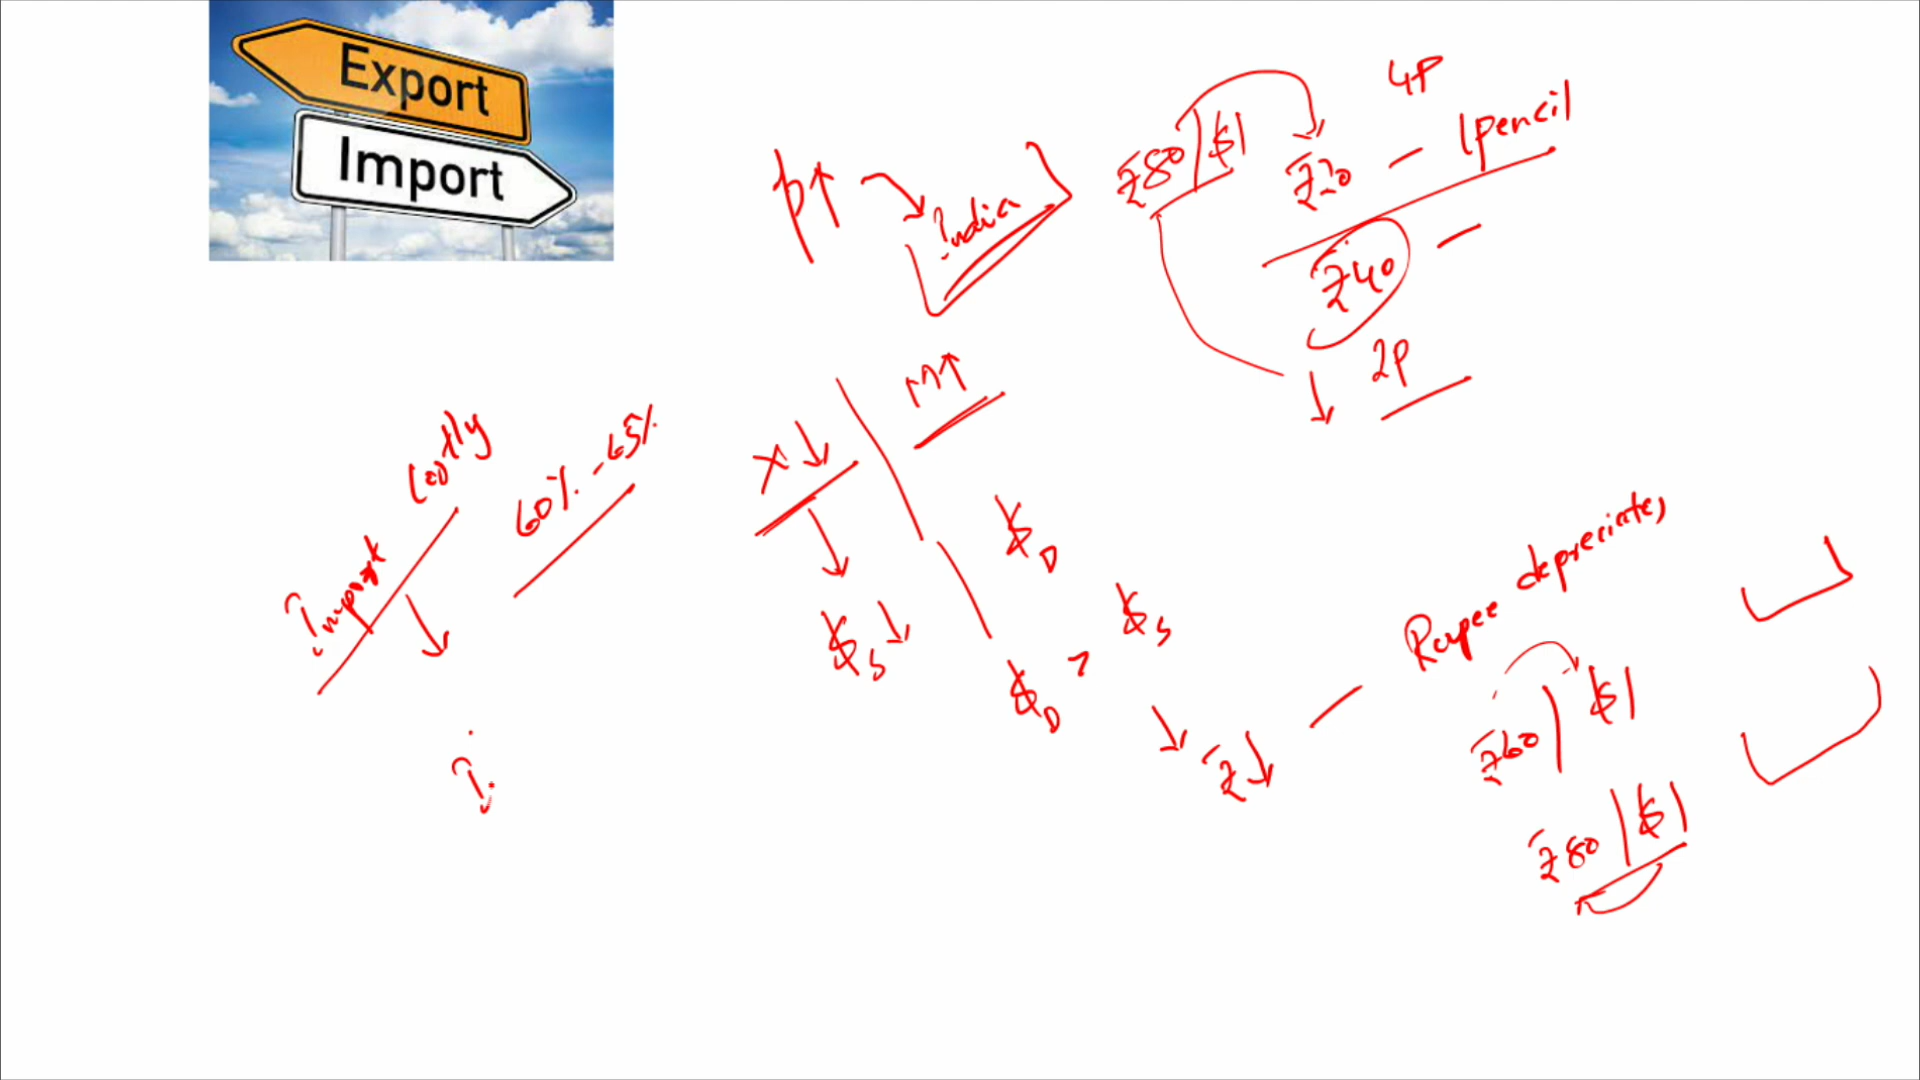 Export
Import
p↑
India
₹80|$1
4P
₹20 - 1pencil
₹40 -
2P
X↓
M↑
$D
$S↓
$S
$D >
₹↓ - Rupee depreciates
₹60|$1
₹80|$1
Import costly
60% - 65%